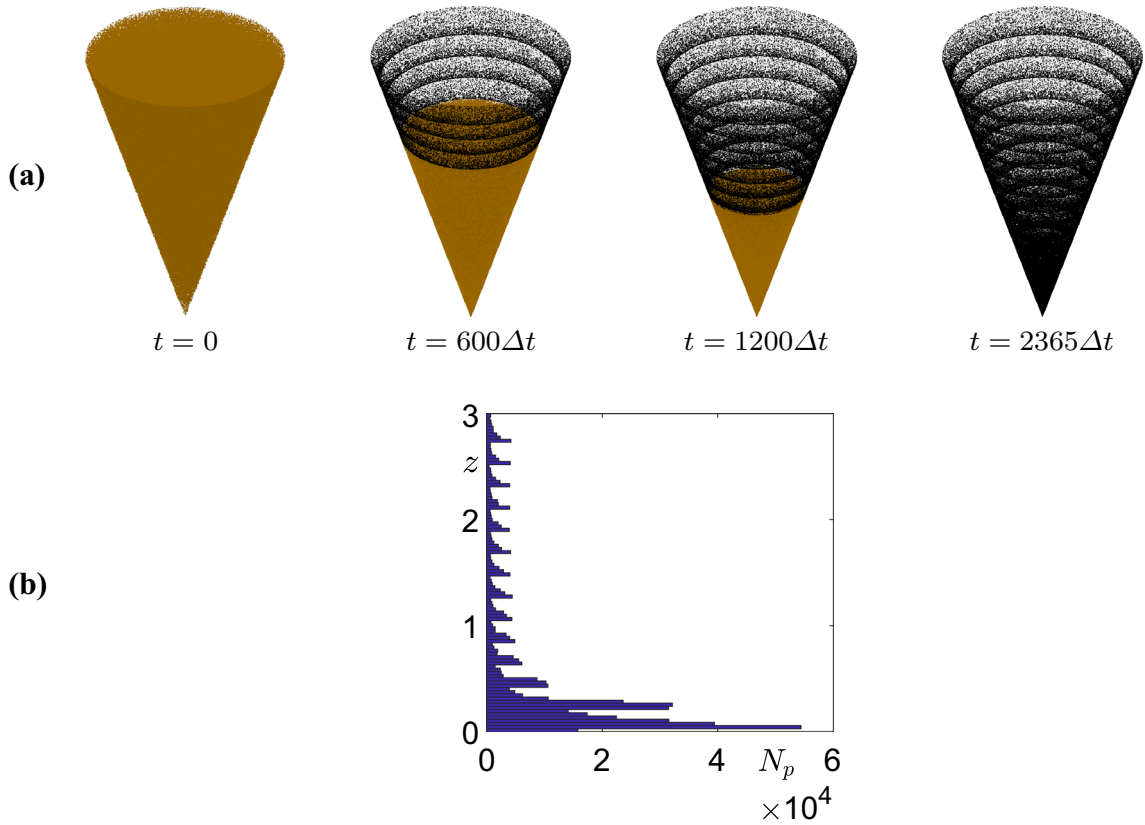 (a)
t = 0
t = 600Δt
t = 1200Δt
t = 2365Δt
(b)
3
z
2
1
0
0 2 4 N_p 6
×10^4